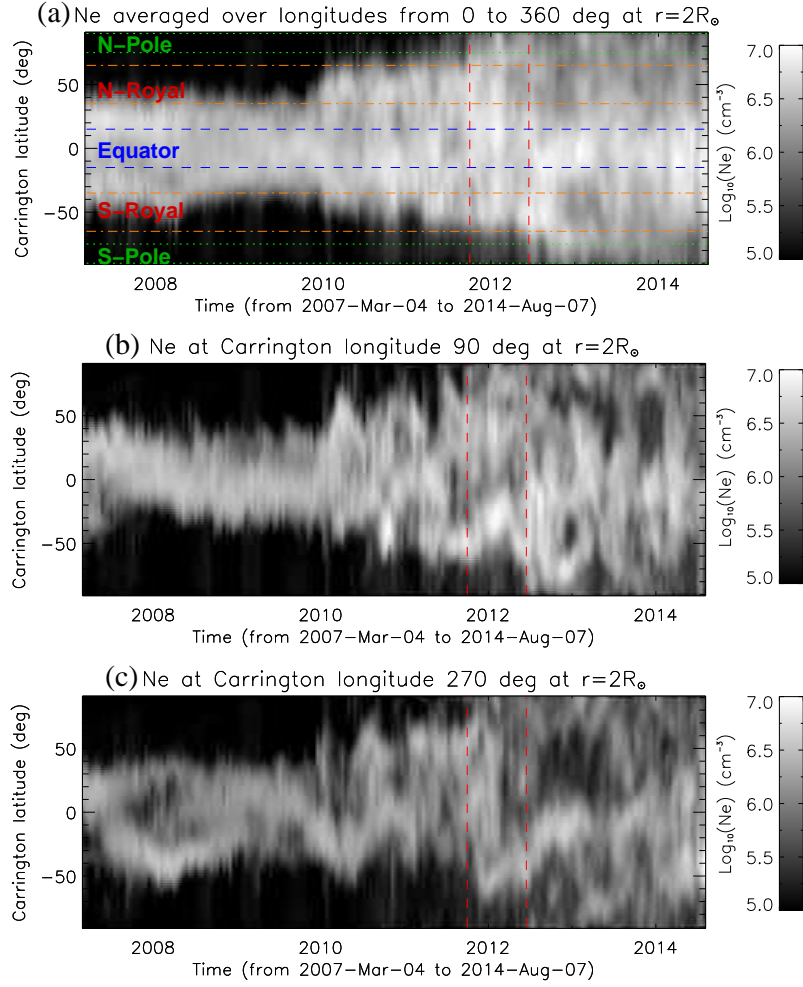 (a) Ne averaged over longitudes from 0 to 360 deg at r=2R☉
N-Pole
N-Royal
Equator
S-Royal
S-Pole
Carrington latitude (deg)
50
0
−50
2008 2010 2012 2014
Time (from 2007-Mar-04 to 2014-Aug-07)
Log₁₀(Ne) (cm⁻³)
7.0
6.5
6.0
5.5
5.0
(b) Ne at Carrington longitude 90 deg at r=2R☉
Carrington latitude (deg)
50
0
−50
2008 2010 2012 2014
Time (from 2007-Mar-04 to 2014-Aug-07)
Log₁₀(Ne) (cm⁻³)
7.0
6.5
6.0
5.5
5.0
(c) Ne at Carrington longitude 270 deg at r=2R☉
Carrington latitude (deg)
50
0
−50
2008 2010 2012 2014
Time (from 2007-Mar-04 to 2014-Aug-07)
Log₁₀(Ne) (cm⁻³)
7.0
6.5
6.0
5.5
5.0